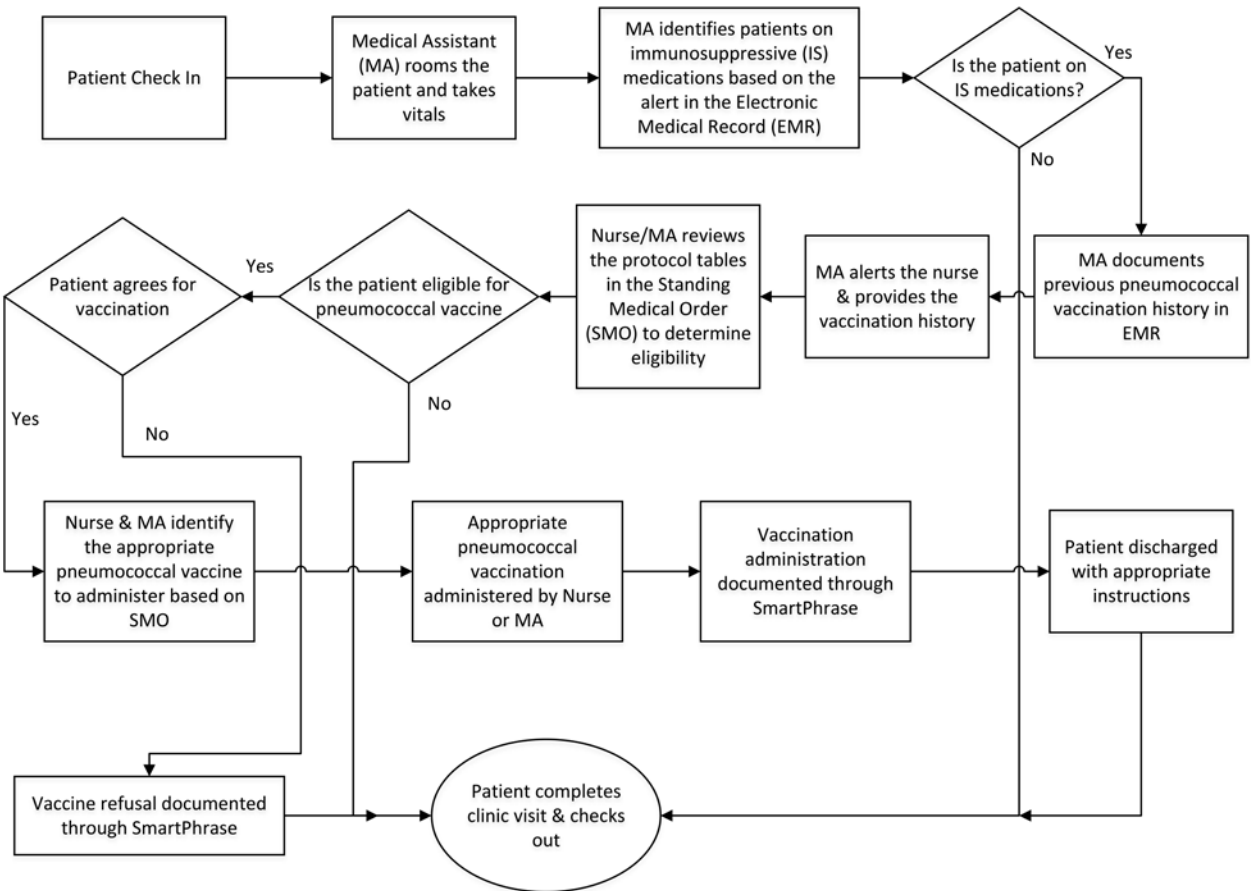 Patient Check In
Medical Assistant
(MA) rooms the
patient and takes
vitals
MA identifies patients on
immunosuppressive (IS)
medications based on the
alert in the Electronic
Medical Record (EMR)
Is the patient on
IS medications?
Yes
No
MA documents
previous pneumococcal
vaccination history in
EMR
MA alerts the nurse
& provides the
vaccination history
Nurse/MA reviews
the protocol tables
in the Standing
Medical Order
(SMO) to determine
eligibility
Is the patient eligible for
pneumococcal vaccine
Yes
No
Patient agrees for
vaccination
Yes
No
Nurse & MA identify
the appropriate
pneumococcal vaccine
to administer based on
SMO
Appropriate
pneumococcal
vaccination
administered by Nurse
or MA
Vaccination
administration
documented through
SmartPhrase
Patient discharged
with appropriate
instructions
Vaccine refusal documented
through SmartPhrase
Patient completes
clinic visit & checks
out